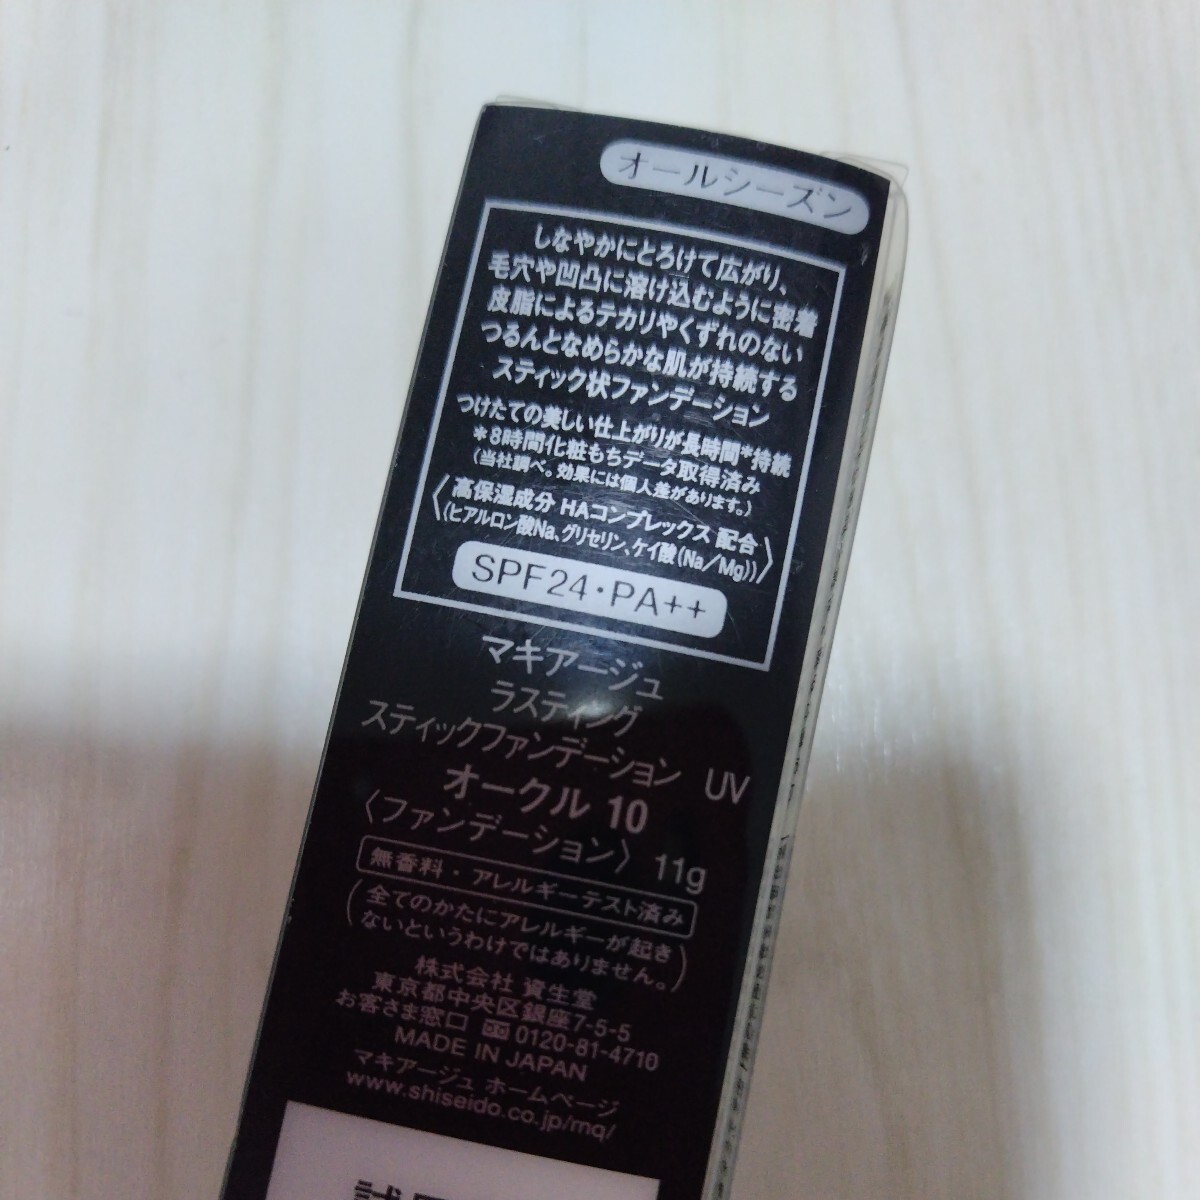 オールシーズン
しなやかにとろけて広がり、
毛穴や凹凸に溶け込むように密着
皮脂によるテカリやくずれのない
つるんとなめらかな肌が持続する
スティック状ファンデーション
つけたての美しい仕上がりが長時間*持続
*8時間化粧もちデータ取得済み
(当社調べ。効果には個人差があります。)
〈高保湿成分 HAコンプレックス 配合
(ヒアルロン酸Na、グリセリン、ケイ酸(Na/Mg))〉
SPF24・PA++
マキアージュ
ラスティング
スティックファンデーション UV
オークル 10
〈ファンデーション〉 11g
無香料・アレルギーテスト済み
(全てのかたにアレルギーが起き
ないというわけではありません。)
株式会社 資生堂
東京都中央区銀座7-5-5
お客さま窓口 0120-81-4710
MADE IN JAPAN
マキアージュ ホームページ
www.shiseido.co.jp/mq/